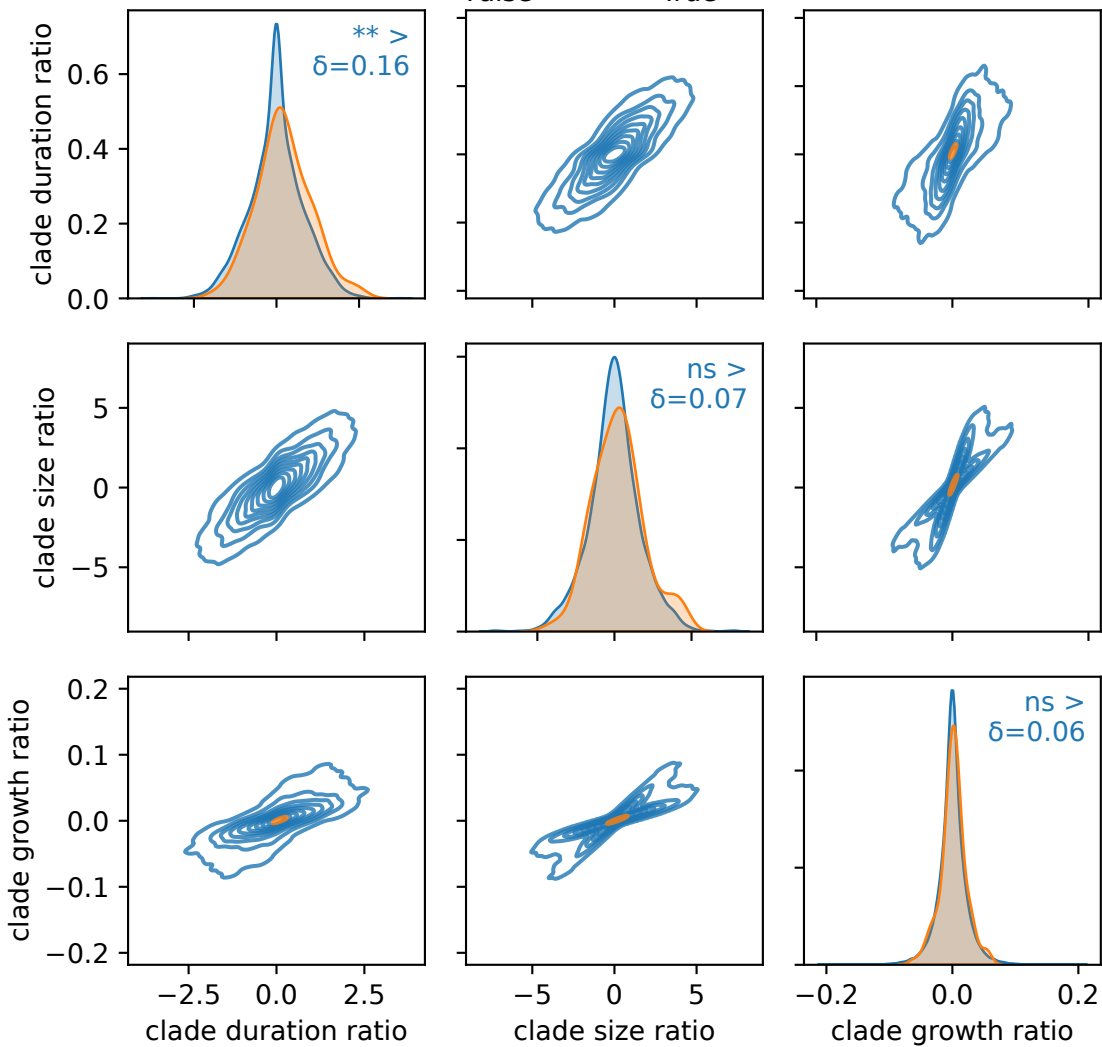 clade duration ratio
0.6
0.4
0.2
0.0
** >
δ=0.16
clade size ratio
5
0
−5
ns >
δ=0.07
clade growth ratio
0.2
0.1
0.0
−0.1
−0.2
ns >
δ=0.06
−2.5 0.0 2.5
−5 0 5
−0.2 0.0 0.2
clade duration ratio
clade size ratio
clade growth ratio